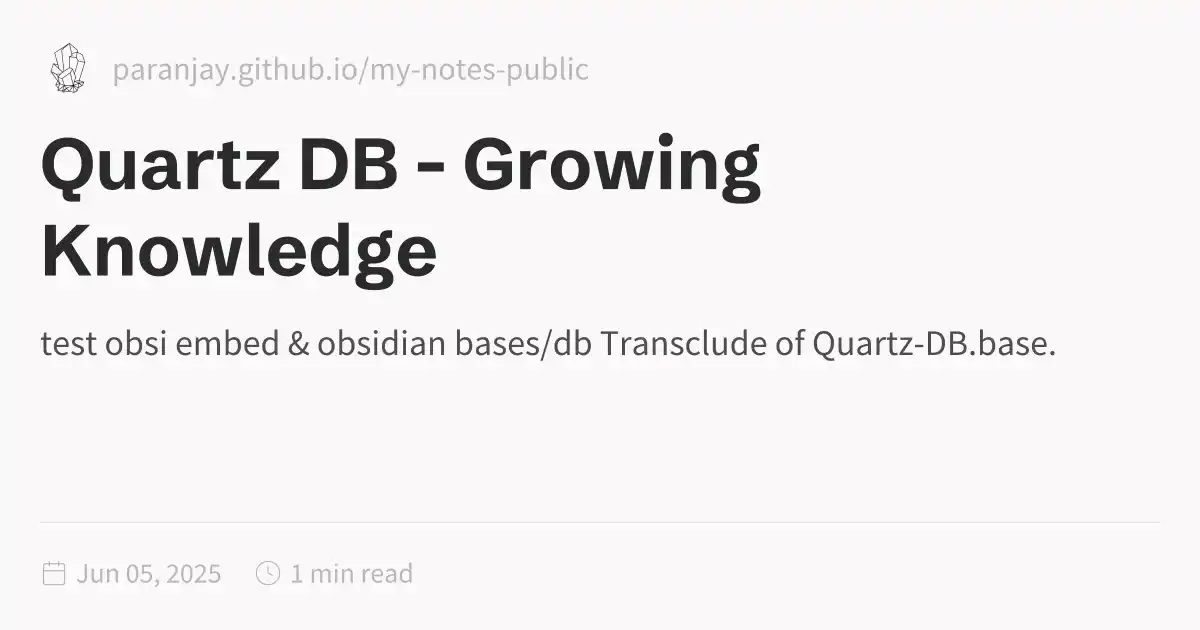 paranjay.github.io/my-notes-public
Quartz DB - Growing
Knowledge
test obsi embed & obsidian bases/db Transclude of Quartz-DB.base.
Jun 05, 2025 1 min read